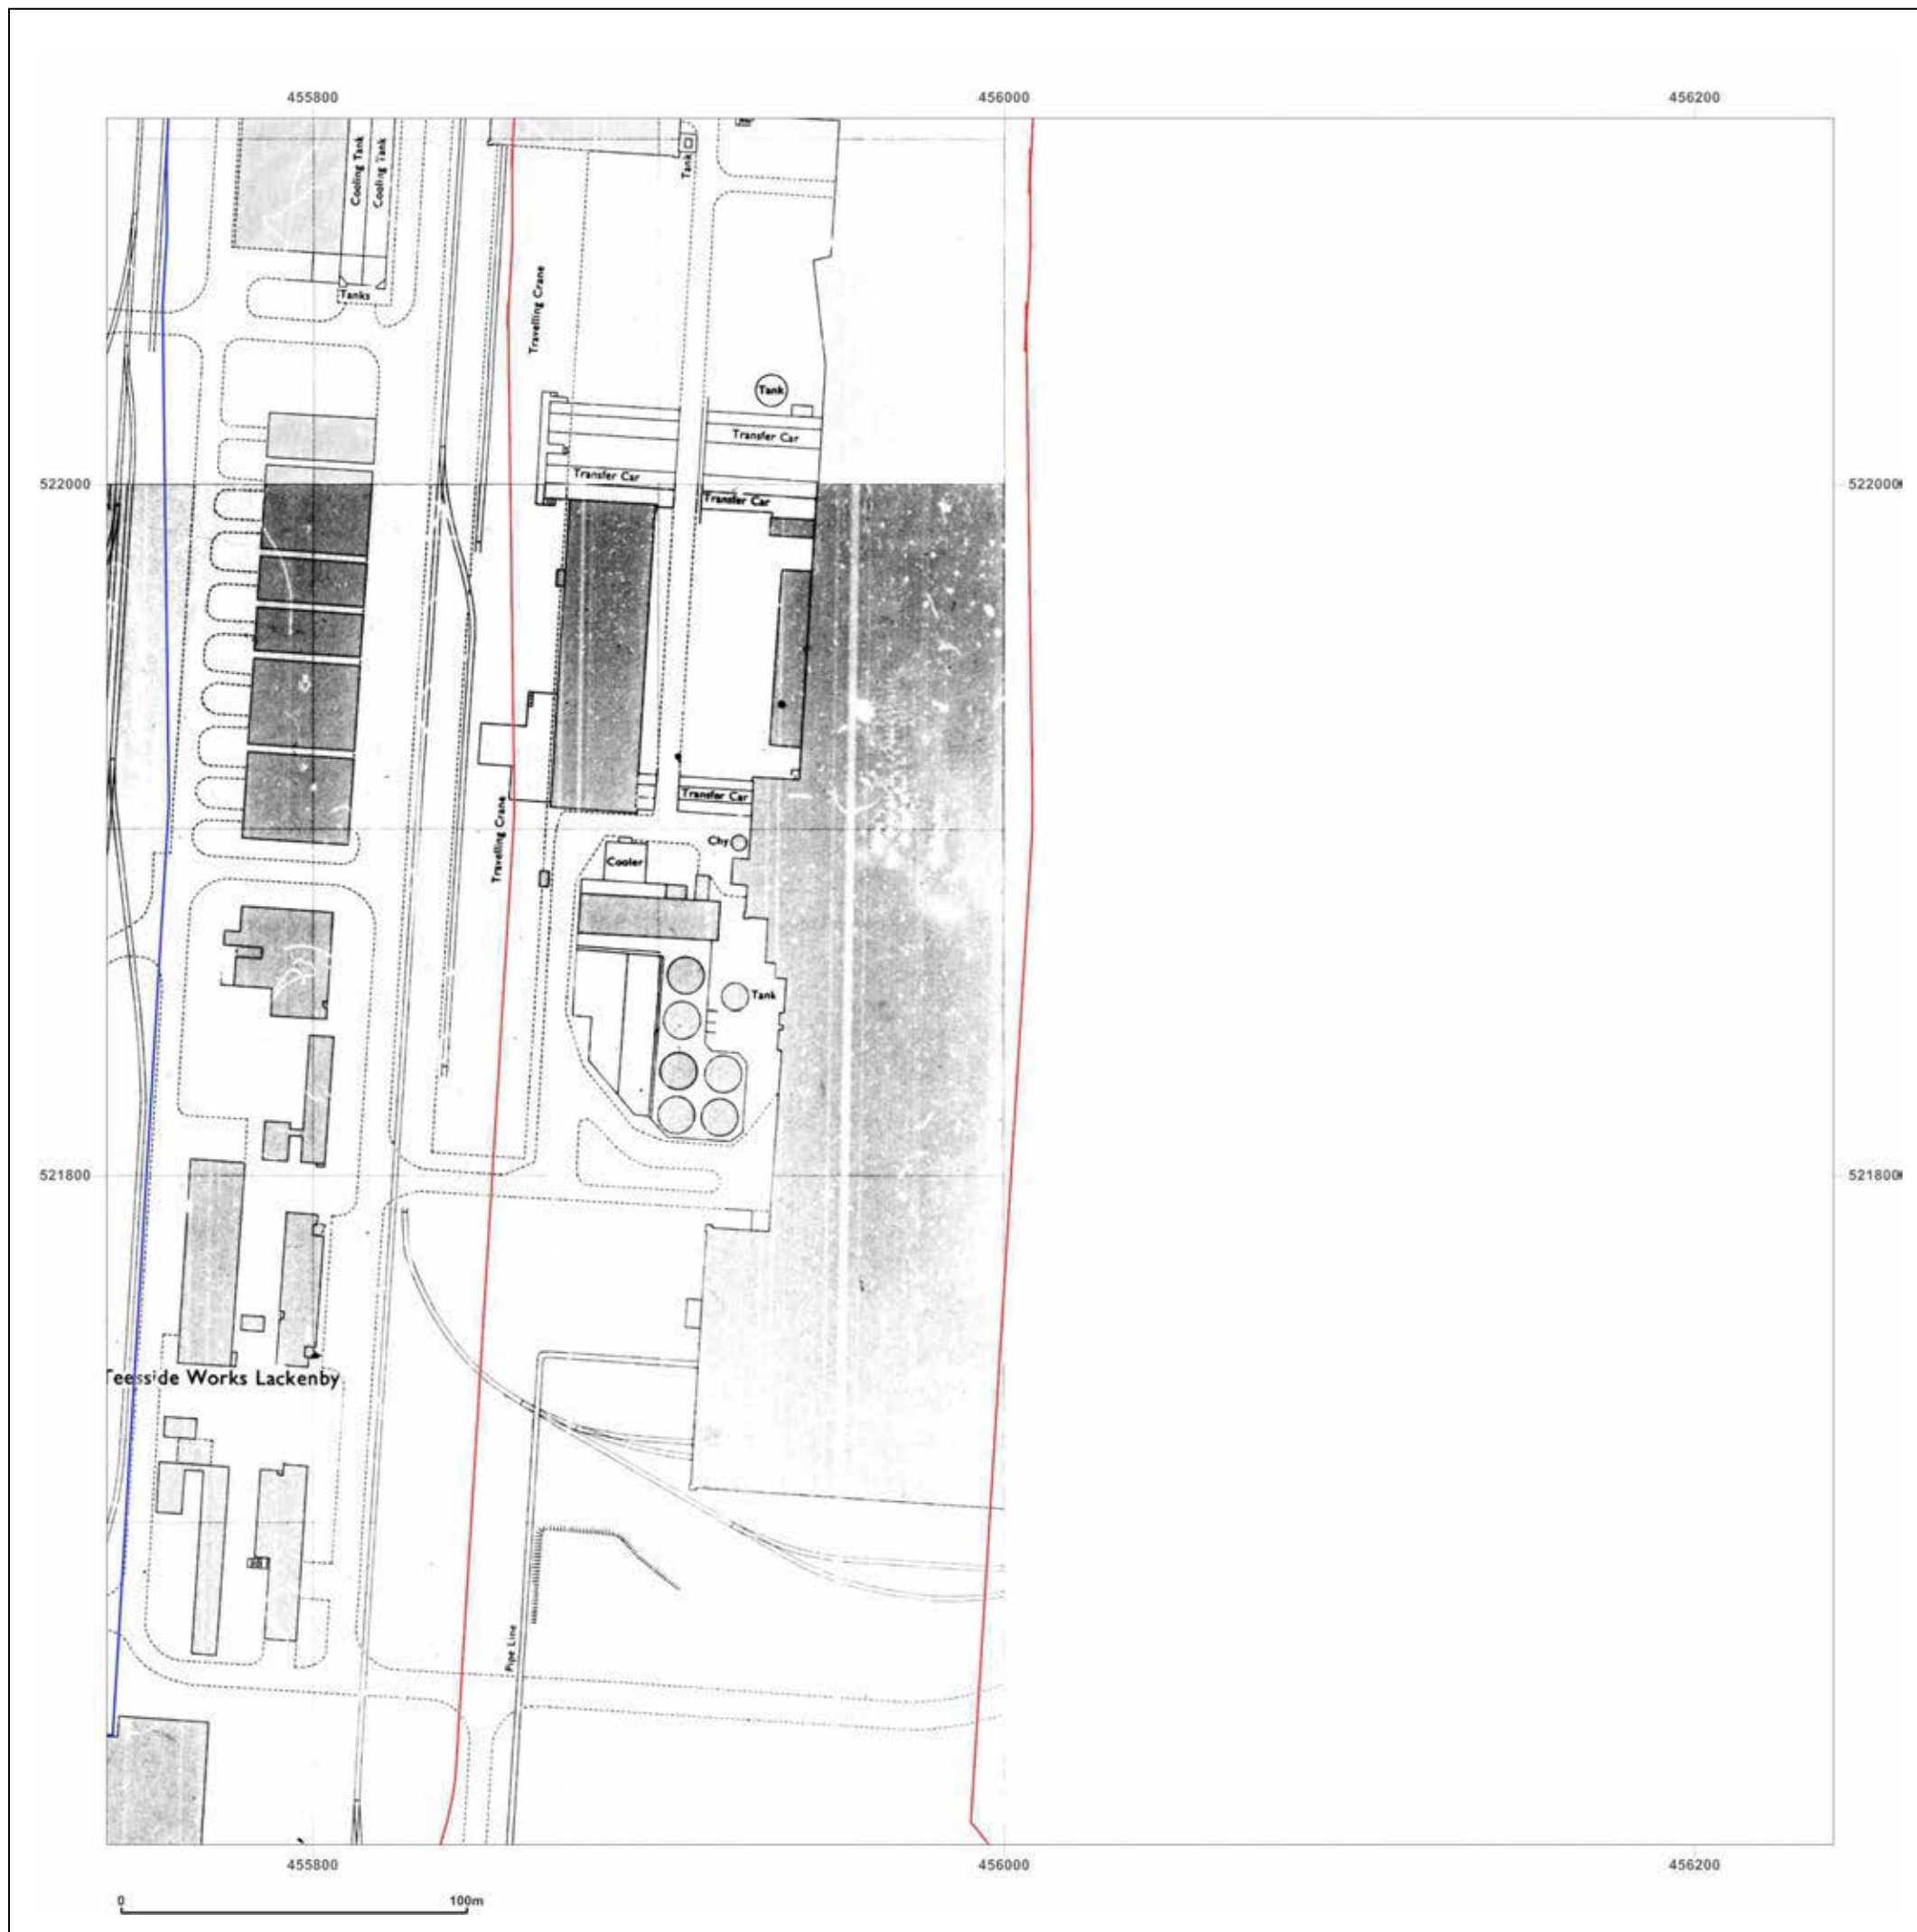 455800
456000
456200
Cooling Tank
Cooling Tank
Tank
Tanks
Travelling Crane
Tank
Transfer Car
Transfer Car
Transfer Car
522000
522000
Transfer Car
Travelling Crane
Chy
Cooler
Tank
521800
521800
Teesside Works Lackenby
Pipe Line
455800
456000
456200
0
100m